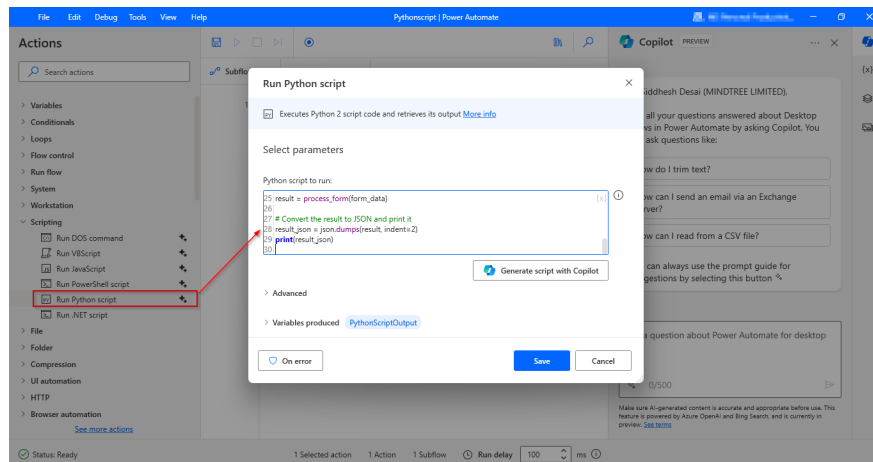 File Edit Debug Tools View Help
Pythonscript | Power Automate
Actions
Search actions
Variables
Conditionals
Loops
Flow control
Run flow
System
Workstation
Scripting
Run DOS command
Run VBScript
Run JavaScript
Run PowerShell script
Run Python script
Run .NET script
File
Folder
Compression
UI automation
HTTP
Browser automation
See more actions
Subflo
1
Run Python script
Executes Python 2 script code and retrieves its output More info
Select parameters
Python script to run:
25 result = process_form(form_data)
{x}
26
27 # Convert the result to JSON and print it
28 result_json = json.dumps(result, indent=2)
29 print(result_json)
30
Generate script with Copilot
Advanced
Variables produced PythonScriptOutput
On error
Save
Cancel
Copilot PREVIEW
iddhesh Desai (MINDTREE LIMITED),
all your questions answered about Desktop
ws in Power Automate by asking Copilot. You
ask questions like:
ow do I trim text?
ow can I send an email via an Exchange
rver?
ow can I read from a CSV file?
can always use the prompt guide for
gestions by selecting this button
a question about Power Automate for desktop
0/500
Make sure AI-generated content is accurate and appropriate before use. This
feature is powered by Azure OpenAI and Bing Search, and is currently in
preview. See terms
{x}
Status: Ready
1 Selected action 1 Action 1 Subflow Run delay 100 ms